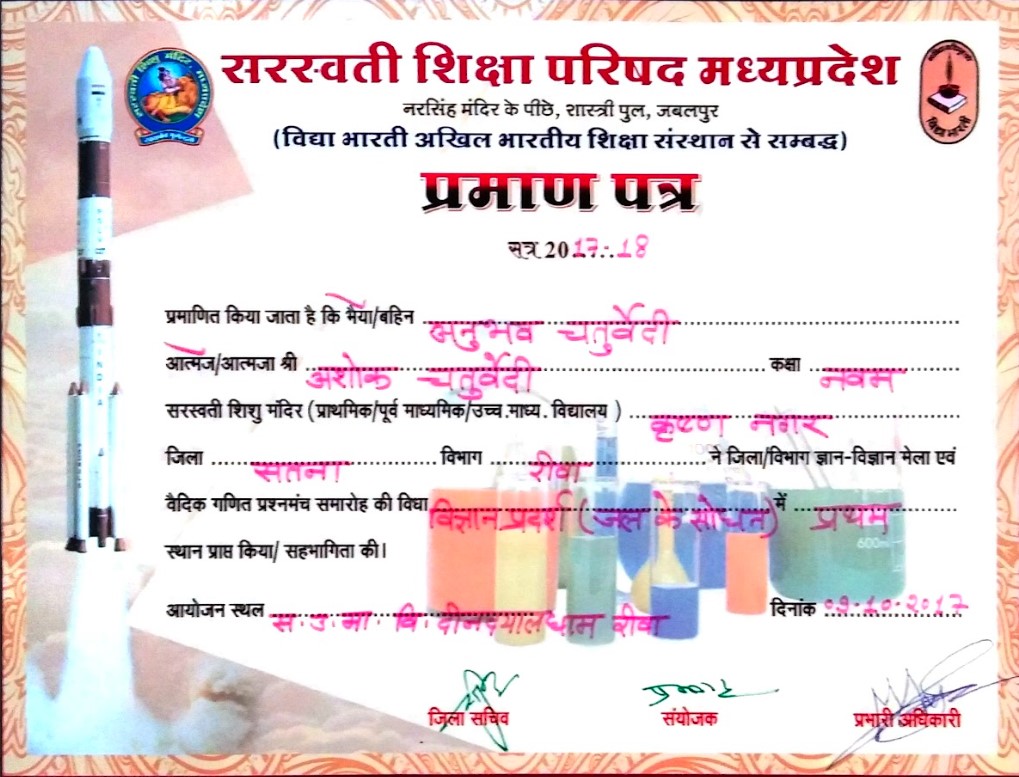 सरस्वती शिक्षा परिषद मध्यप्रदेश
नरसिंह मंदिर के पीछे, शास्त्री पुल, जबलपुर
(विद्या भारती अखिल भारतीय शिक्षा संस्थान से सम्बद्ध)
प्रमाण पत्र
सत्र 2017-18
प्रमाणित किया जाता है कि भैया/बहिन अनुभव चतुर्वेदी
आत्मज/आत्मजा श्री अशोक चतुर्वेदी कक्षा नवम
सरस्वती शिशु मंदिर (प्राथमिक/पूर्व माध्यमिक/उच्च.माध्य. विद्यालय ) कृष्ण नगर
जिला सतना विभाग रीवा ने जिला/विभाग ज्ञान-विज्ञान मेला एवं
वैदिक गणित प्रश्नमंच समारोह की विधा विज्ञान प्रदर्श (जल के स्रोत) में प्रथम
स्थान प्राप्त किया/ सहभागिता की।
आयोजन स्थल स.उ.मा. वि. दीनदयालधाम रीवा दिनांक 09-10-2017
जिला सचिव संयोजक प्रभारी अधिकारी
विद्या भारती
INDIA
600ml